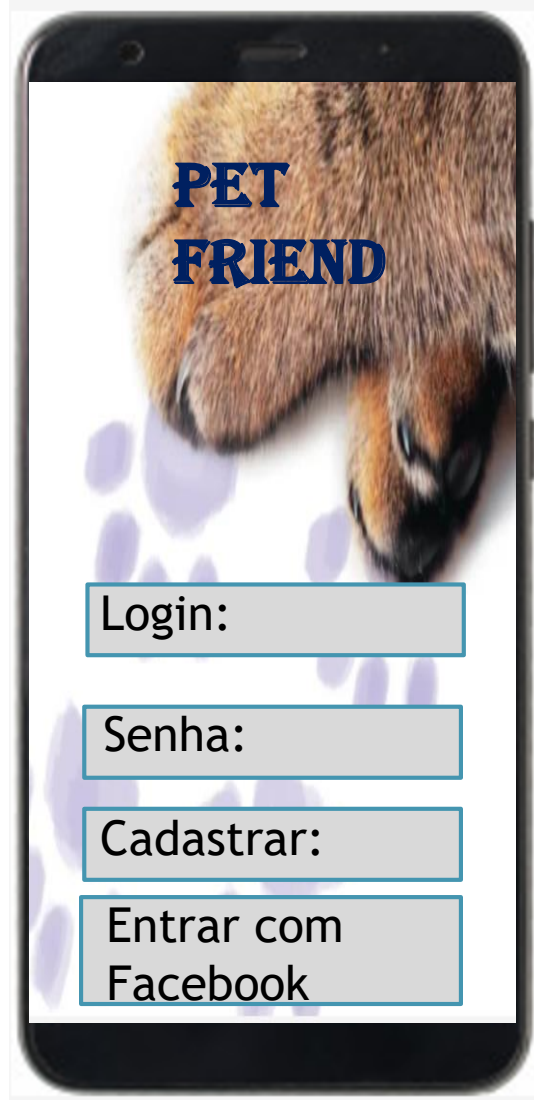 PET
FRIEND
Login:
Senha:
Cadastrar:
Entrar com
Facebook